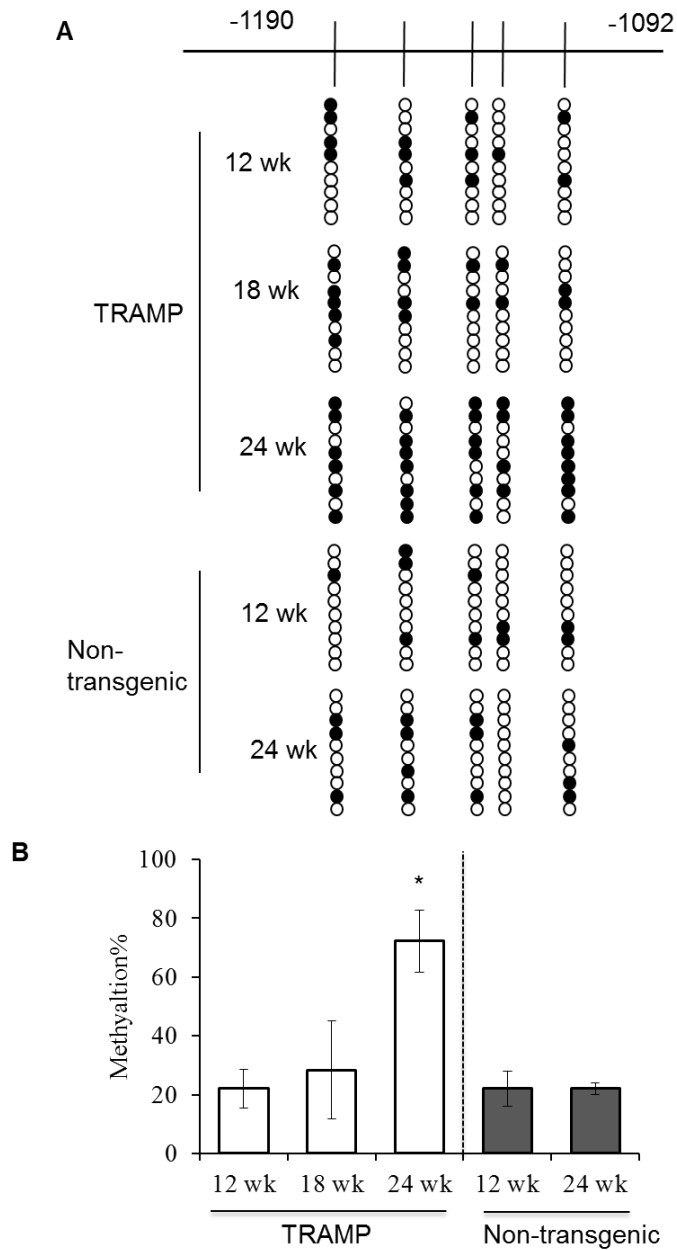 A
-1190 -1092
12 wk
18 wk
TRAMP
24 wk
12 wk
Non-
transgenic
24 wk
B
100
80
60
40
20
0
Methyaltion%
*
12 wk 18 wk 24 wk 12 wk 24 wk
TRAMP Non-transgenic